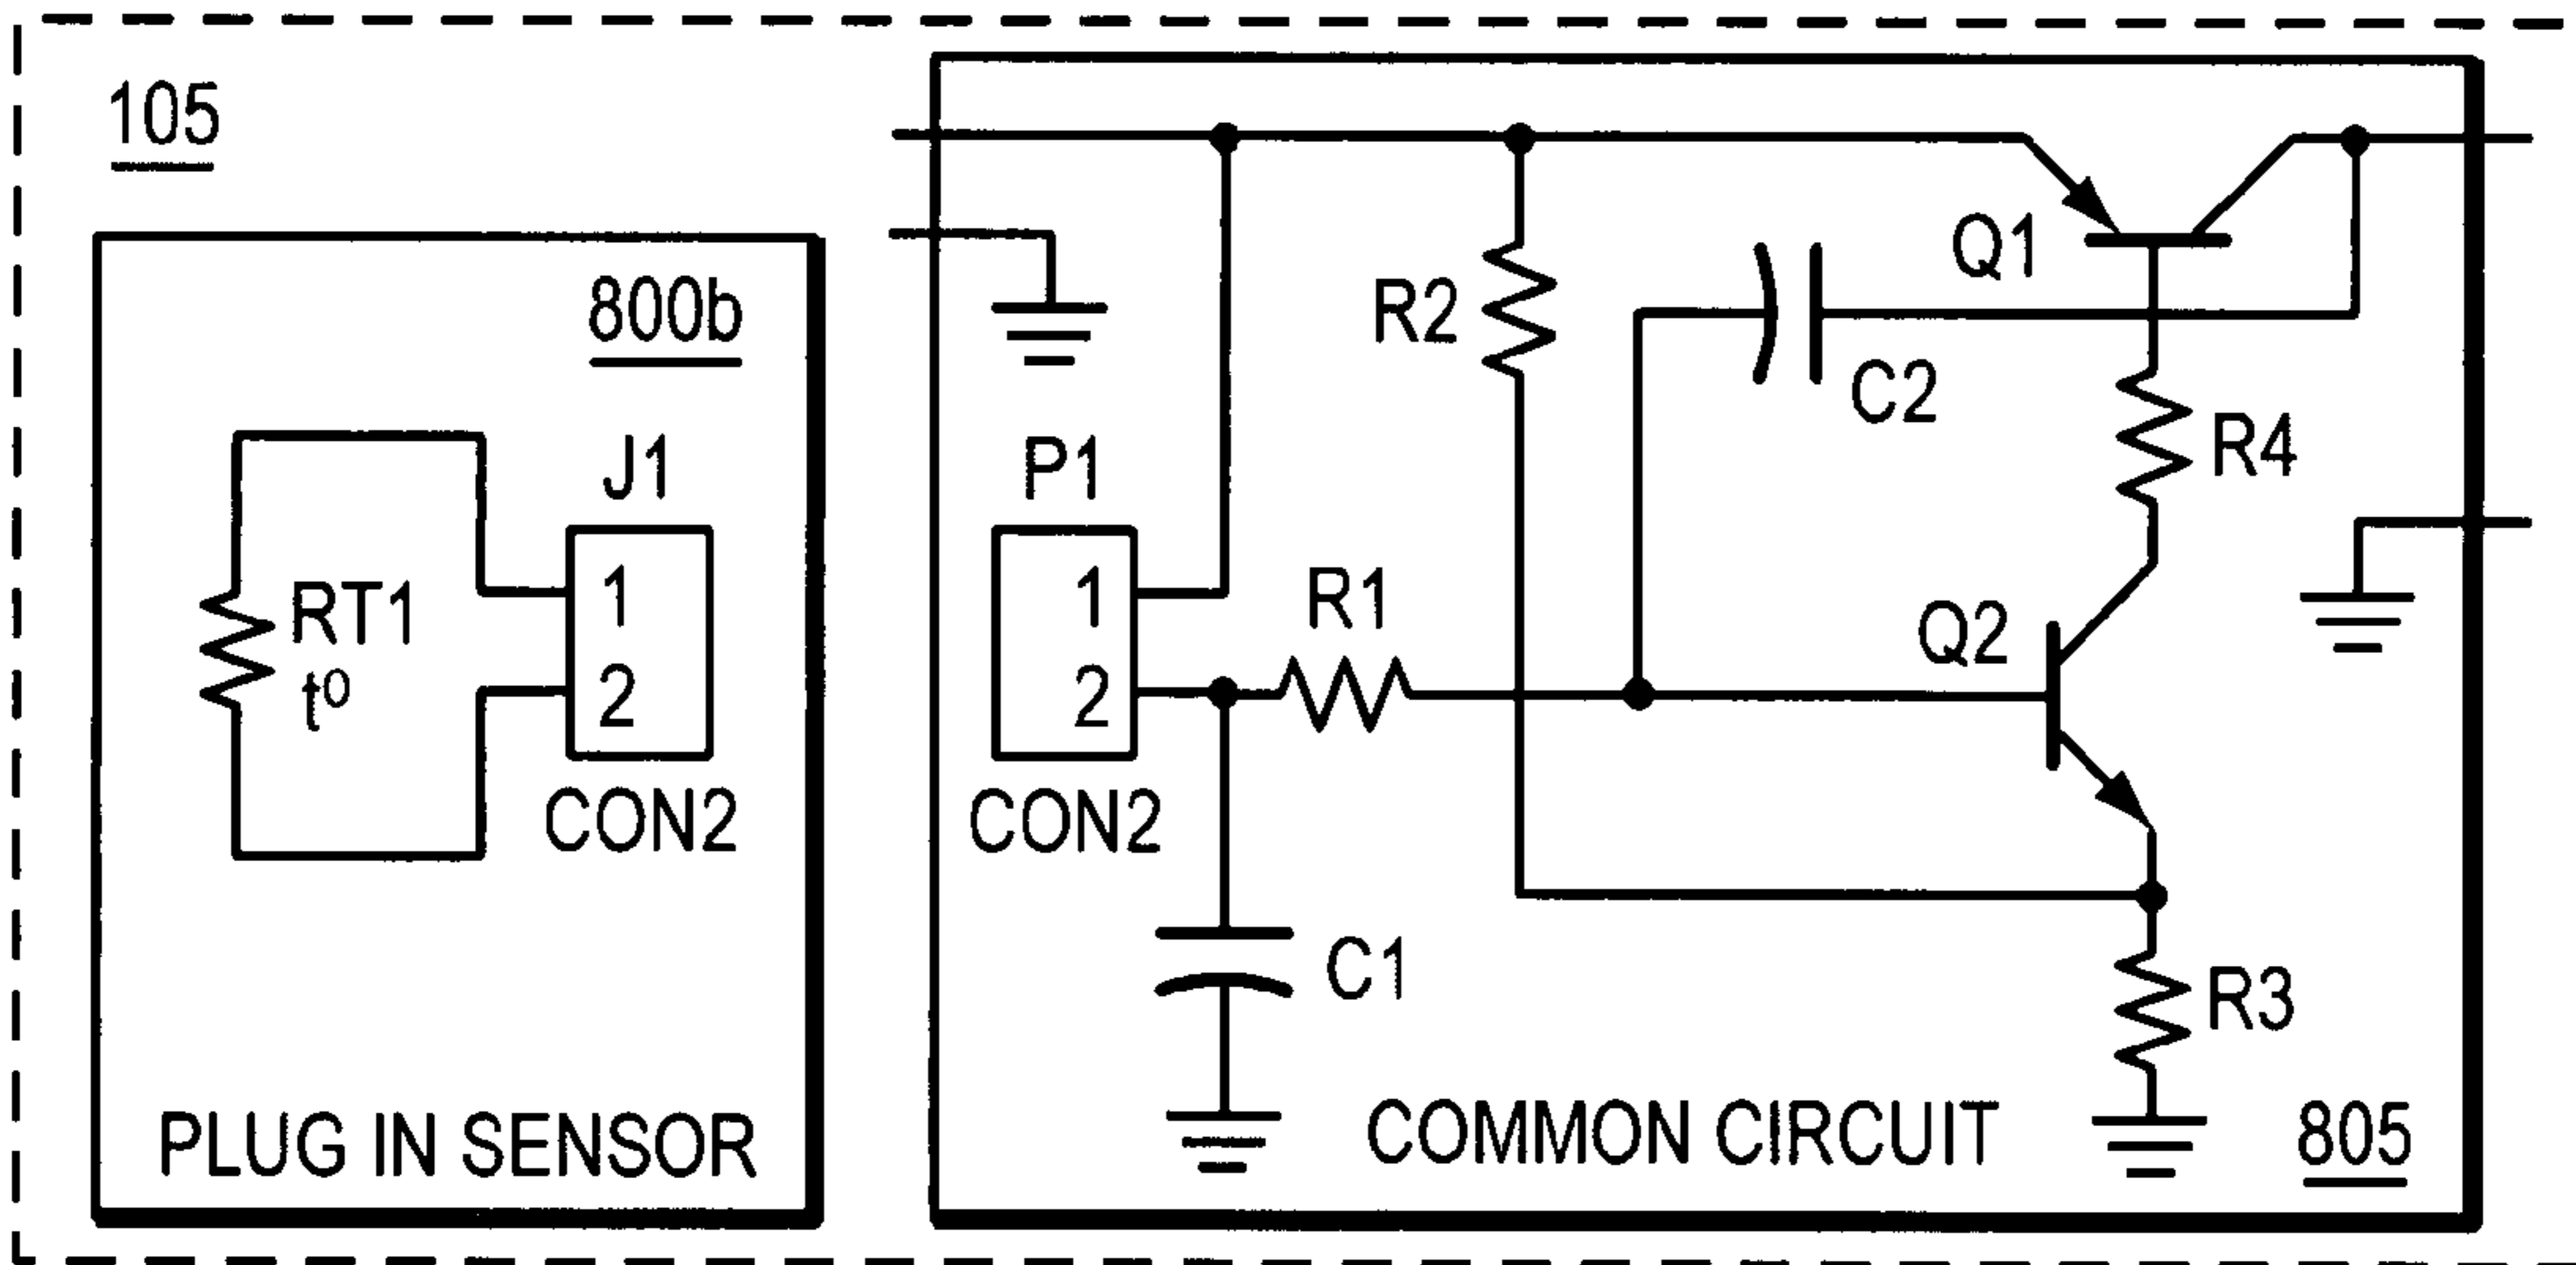 105
800b
J1
RT1
t°
1
2
CON2
PLUG IN SENSOR
P1
1
2
CON2
R1
R2
C1
C2
Q1
R4
Q2
R3
COMMON CIRCUIT
805